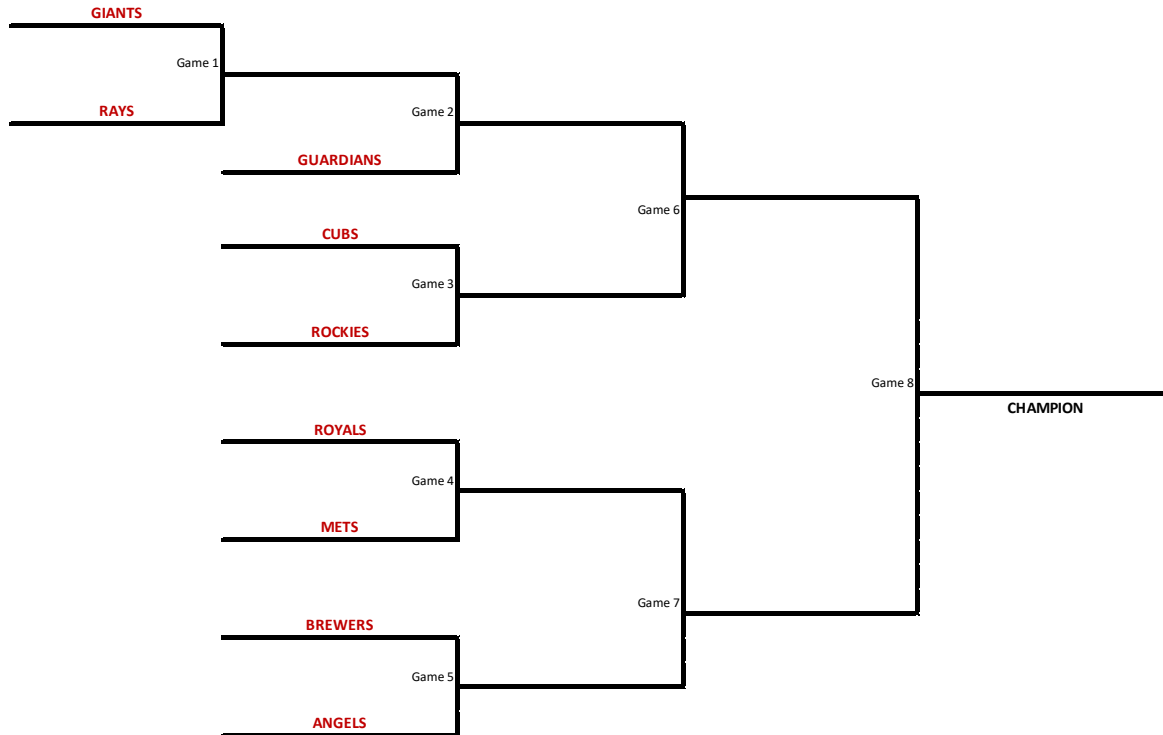 GIANTS
Game 1
RAYS
Game 2
GUARDIANS
Game 6
CUBS
Game 3
ROCKIES
Game 8
CHAMPION
ROYALS
Game 4
METS
Game 7
BREWERS
Game 5
ANGELS